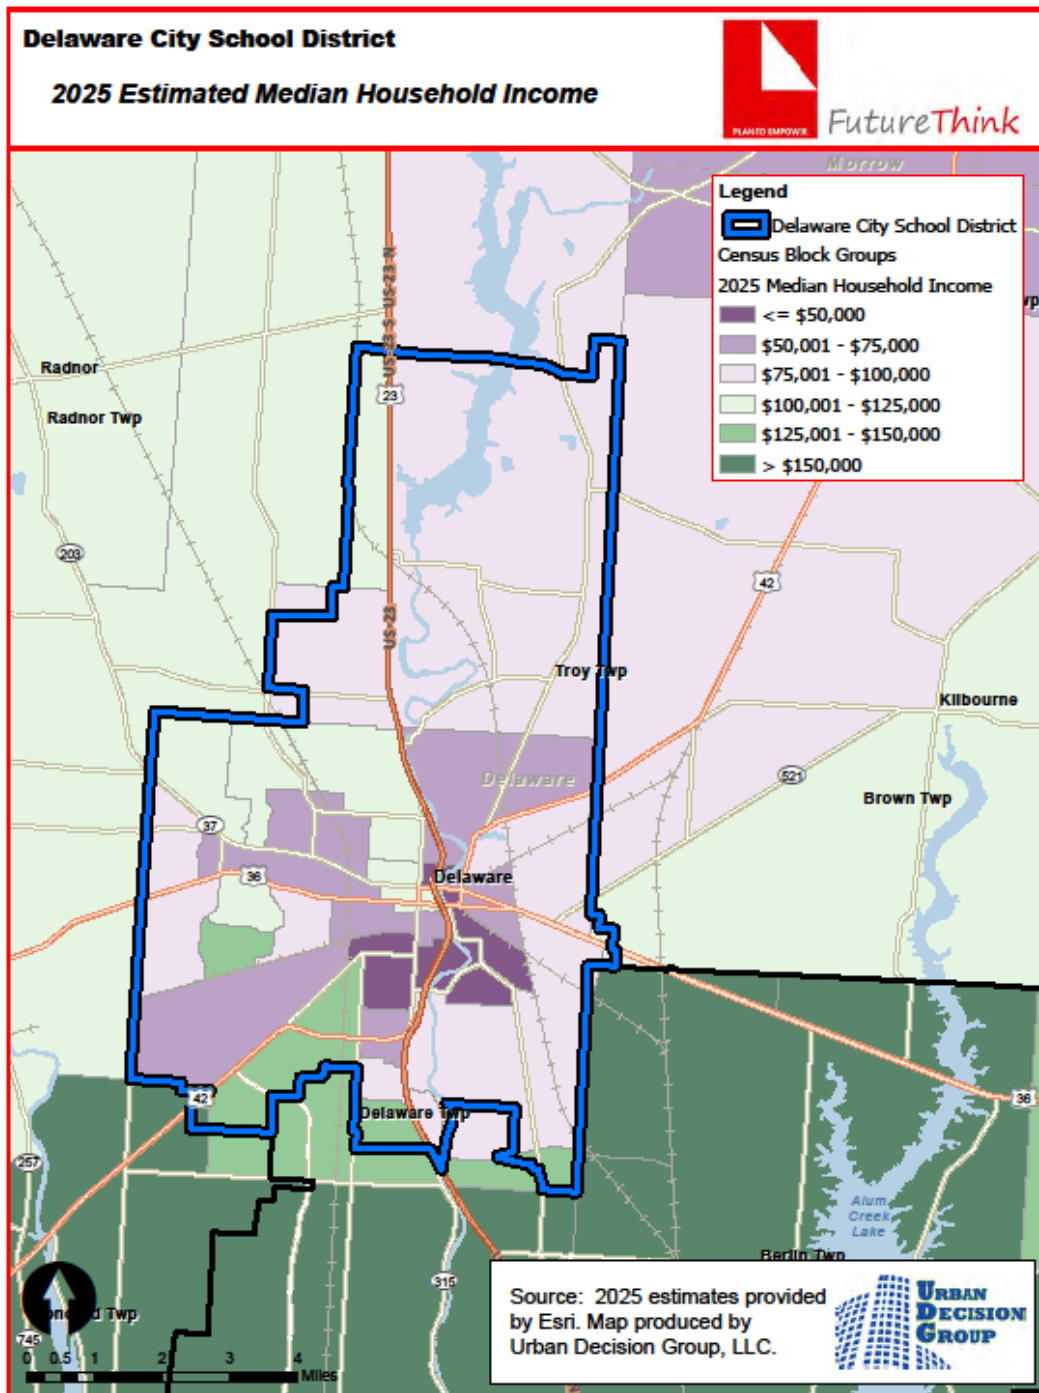 Delaware City School District
2025 Estimated Median Household Income
PLAN TO EMPOWER
FutureThink
Morrow
Legend
Delaware City School District
Census Block Groups
2025 Median Household Income
<= $50,000
$50,001 - $75,000
$75,001 - $100,000
$100,001 - $125,000
$125,001 - $150,000
> $150,000
US-23-S US-23-N
23
Radnor
Radnor Twp
203
42
US-23
Troy Twp
Kilbourne
Delaware
521
Brown Twp
37
36
Delaware
42
Delaware Twp
36
257
Alum
Creek
Lake
Berlin Twp
315
Twp
745
0 0.5 1 2 3 4
Miles
Source: 2025 estimates provided
by Esri. Map produced by
Urban Decision Group, LLC.
URBAN
DECISION
GROUP